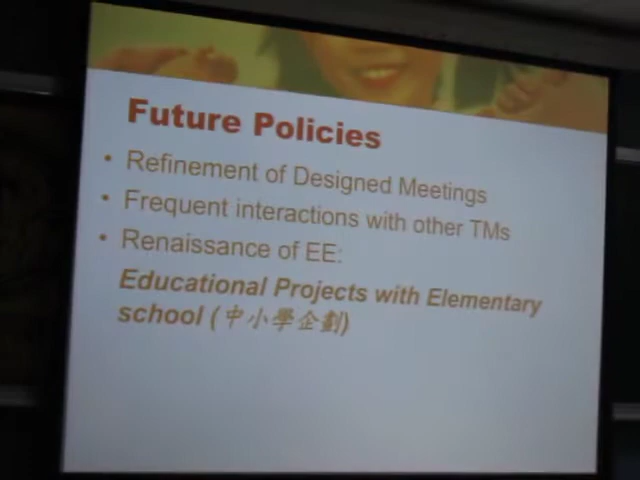 Future Policies
• Refinement of Designed Meetings
• Frequent interactions with other TMs
• Renaissance of EE:
Educational Projects with Elementary
school (中小學企劃)